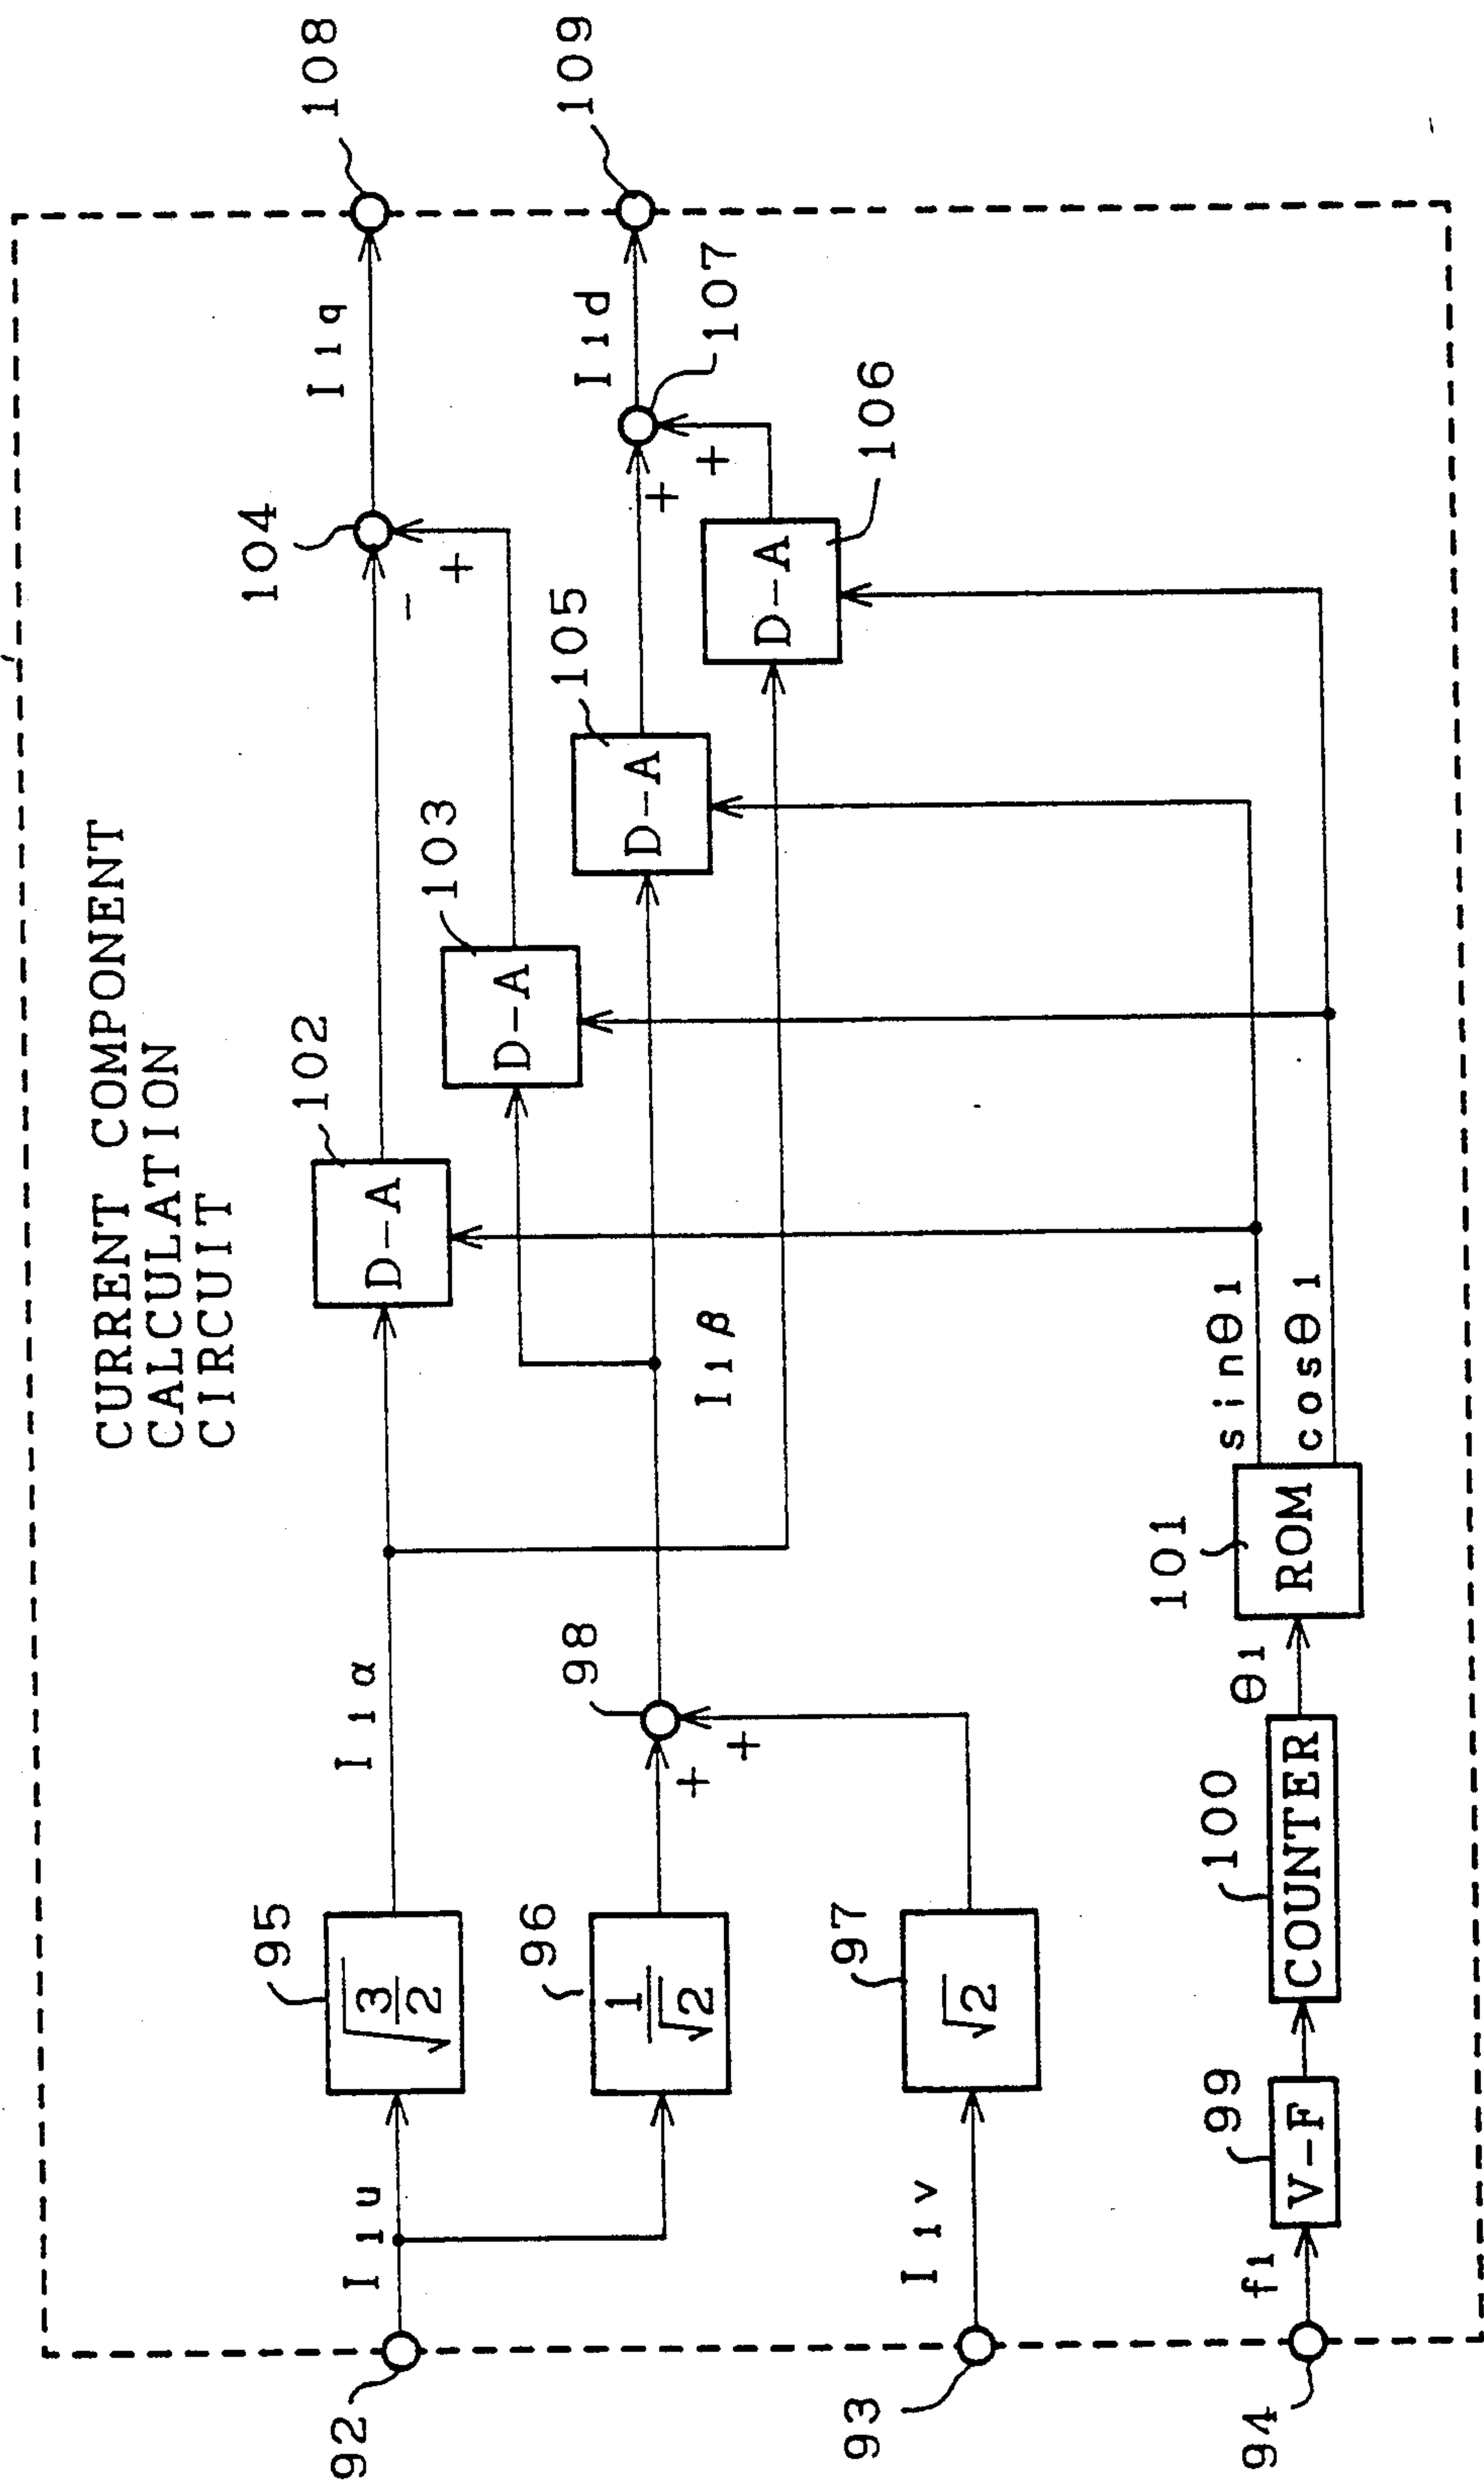 CURRENT COMPONENT
CALCULATION
CIRCUIT
92
I₁u
95
√3/2
I₁α
102
D-A
104
-
+
I₁q
108
96
1/√2
98
+
+
I₁β
103
D-A
105
D-A
+
+
107
I₁d
109
93
I₁v
97
√2
106
D-A
94
f₁
99
V-F
100
COUNTER
θ₁
101
ROM
sinθ₁
cosθ₁